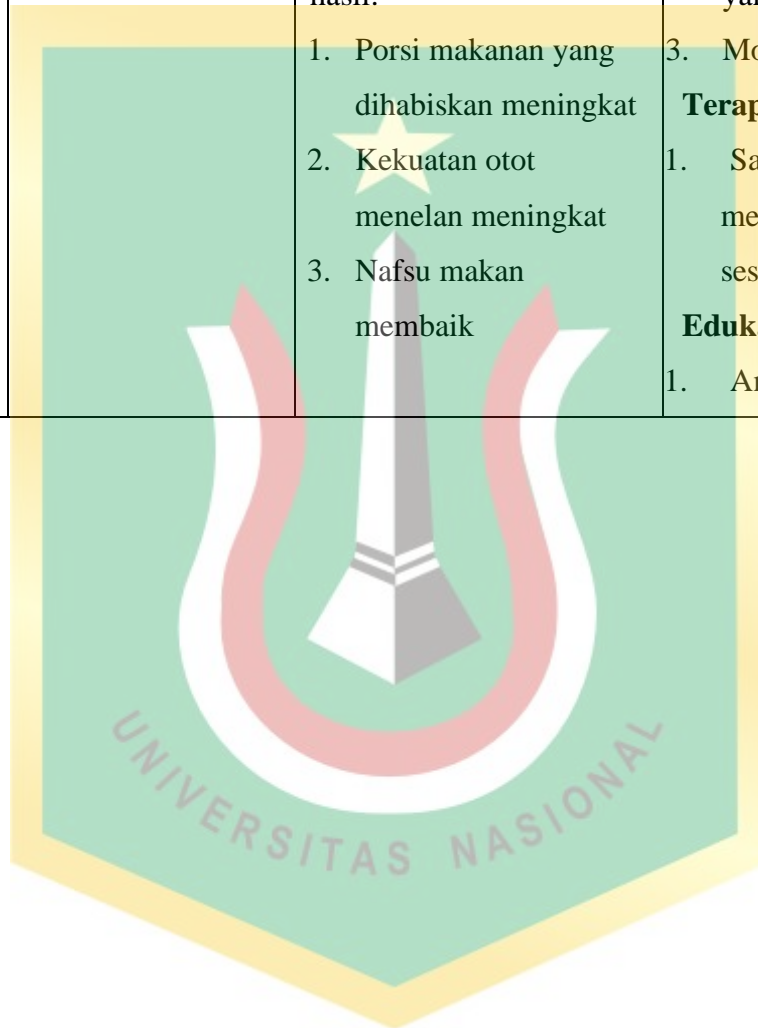 1. Porsi makanan yang
dihabiskan meningkat
2. Kekuatan otot
menelan meningkat
3. Nafsu makan
membaik
3.
1.
1.
UNIVERSITAS NASIONAL